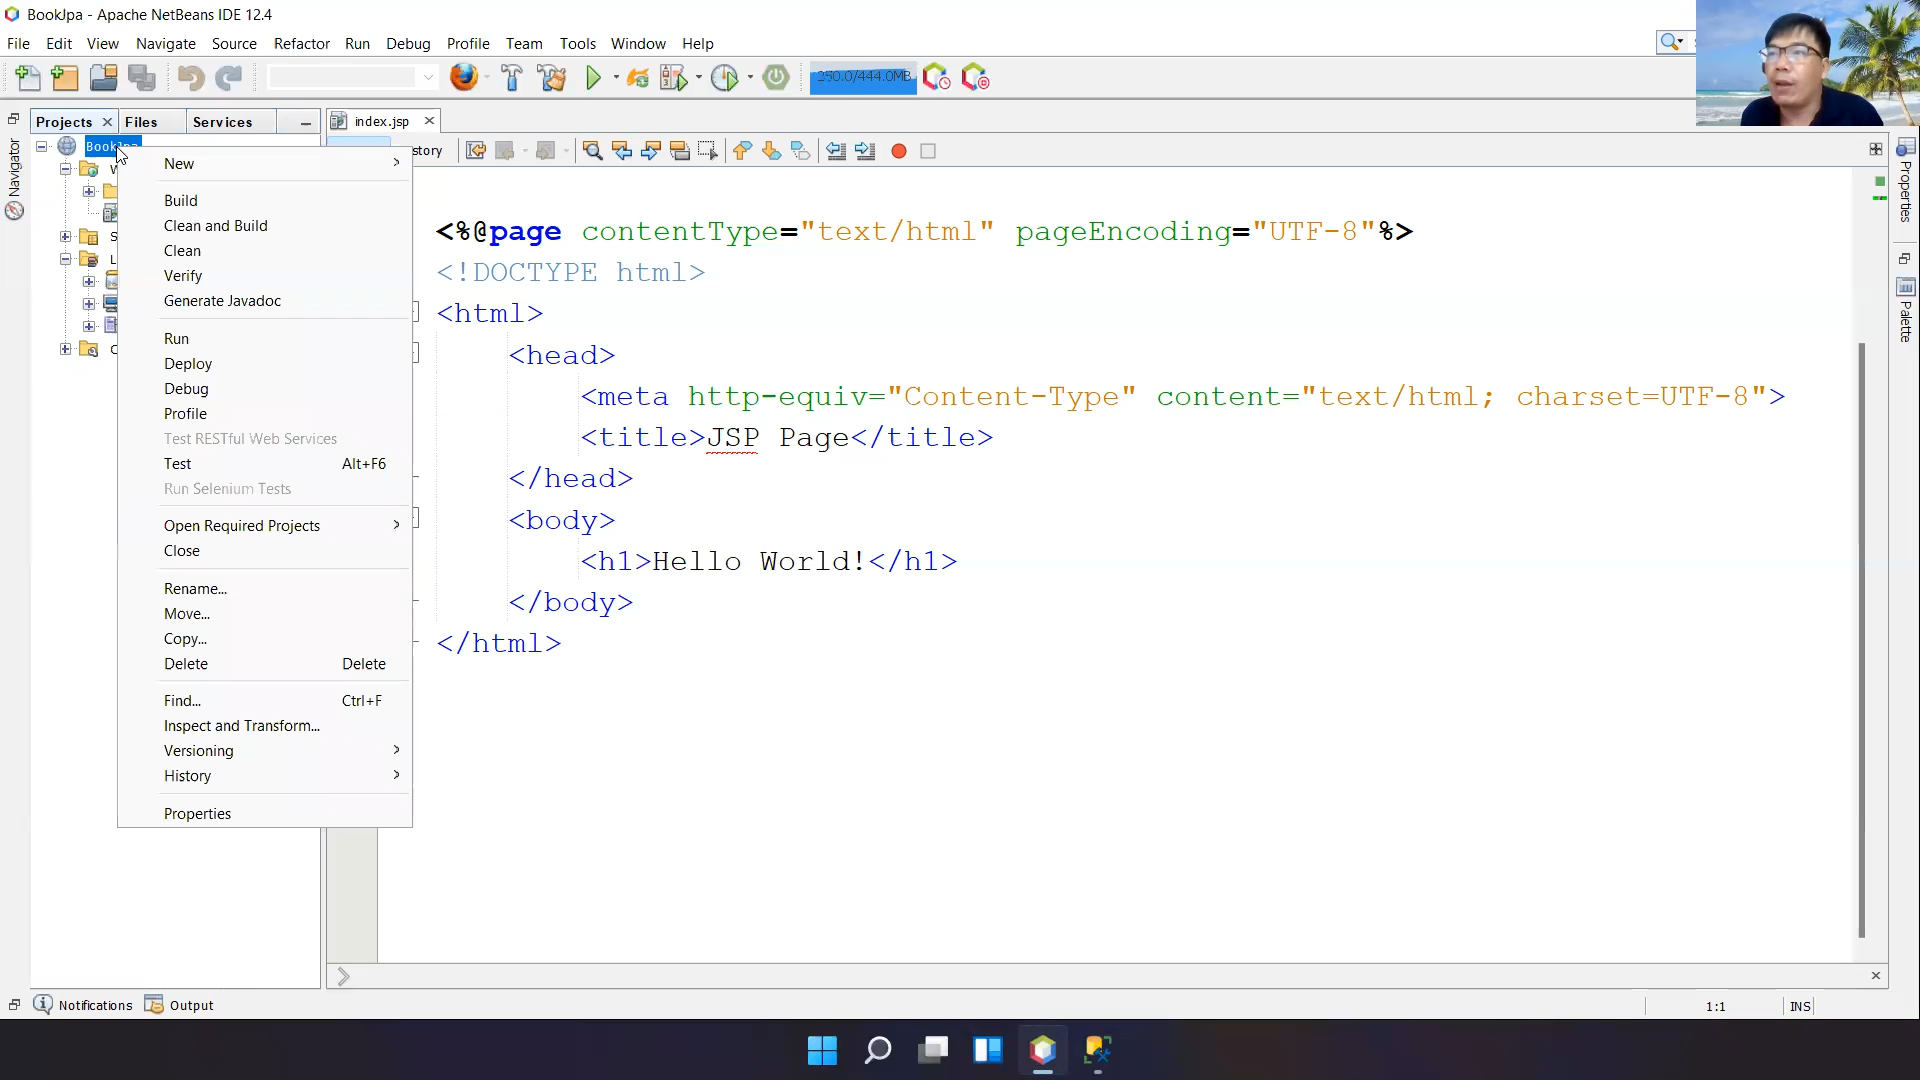 BookJpa - Apache NetBeans IDE 12.4
File Edit View Navigate Source Refactor Run Debug Profile Team Tools Window Help
250.0/444.0MB
Projects Files Services
index.jsp
Navigator
Properties
Palette
New
Build
Clean and Build
Clean
Verify
Generate Javadoc
Run
Deploy
Debug
Profile
Test RESTful Web Services
Test Alt+F6
Run Selenium Tests
Open Required Projects
Close
Rename...
Move...
Copy...
Delete Delete
Find... Ctrl+F
Inspect and Transform...
Versioning
History
Properties
<%@page contentType="text/html" pageEncoding="UTF-8"%>
<!DOCTYPE html>
<html>
<head>
<meta http-equiv="Content-Type" content="text/html; charset=UTF-8">
<title>JSP Page</title>
</head>
<body>
<h1>Hello World!</h1>
</body>
</html>
Notifications Output
1:1 INS